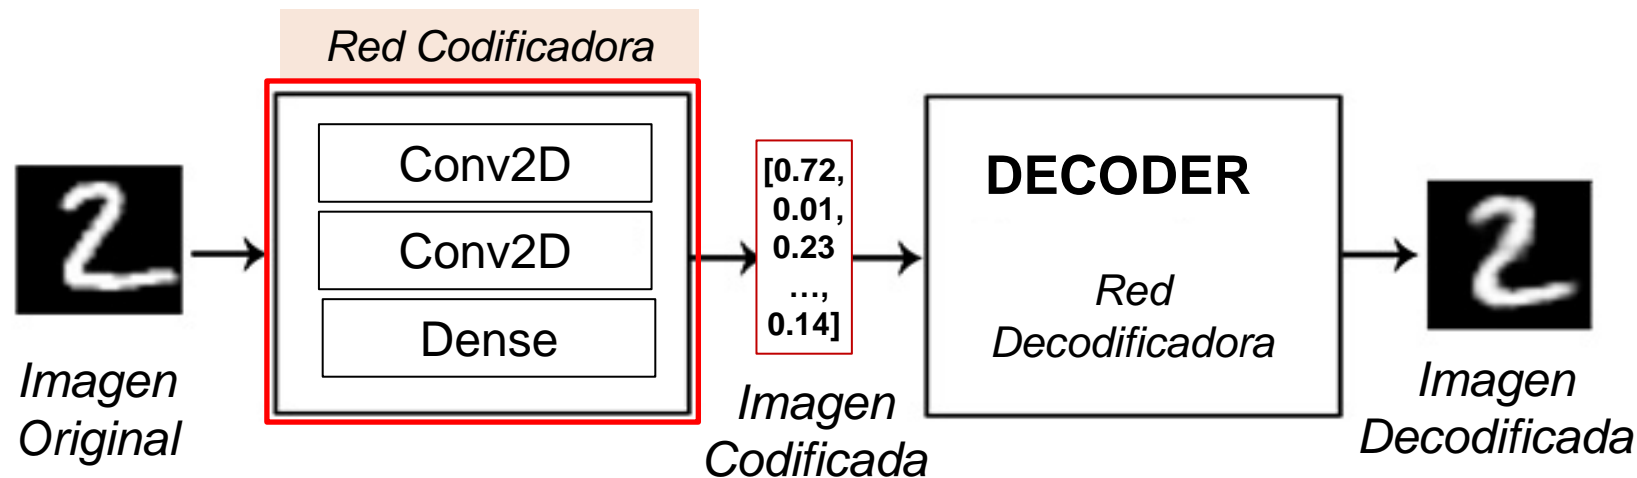 Red Codificadora
Conv2D
Conv2D
Dense
Imagen
Original
[0.72,
0.01,
0.23
...,
0.14]
Imagen
Codificada
DECODER
Red
Decodificadora
Imagen
Decodificada